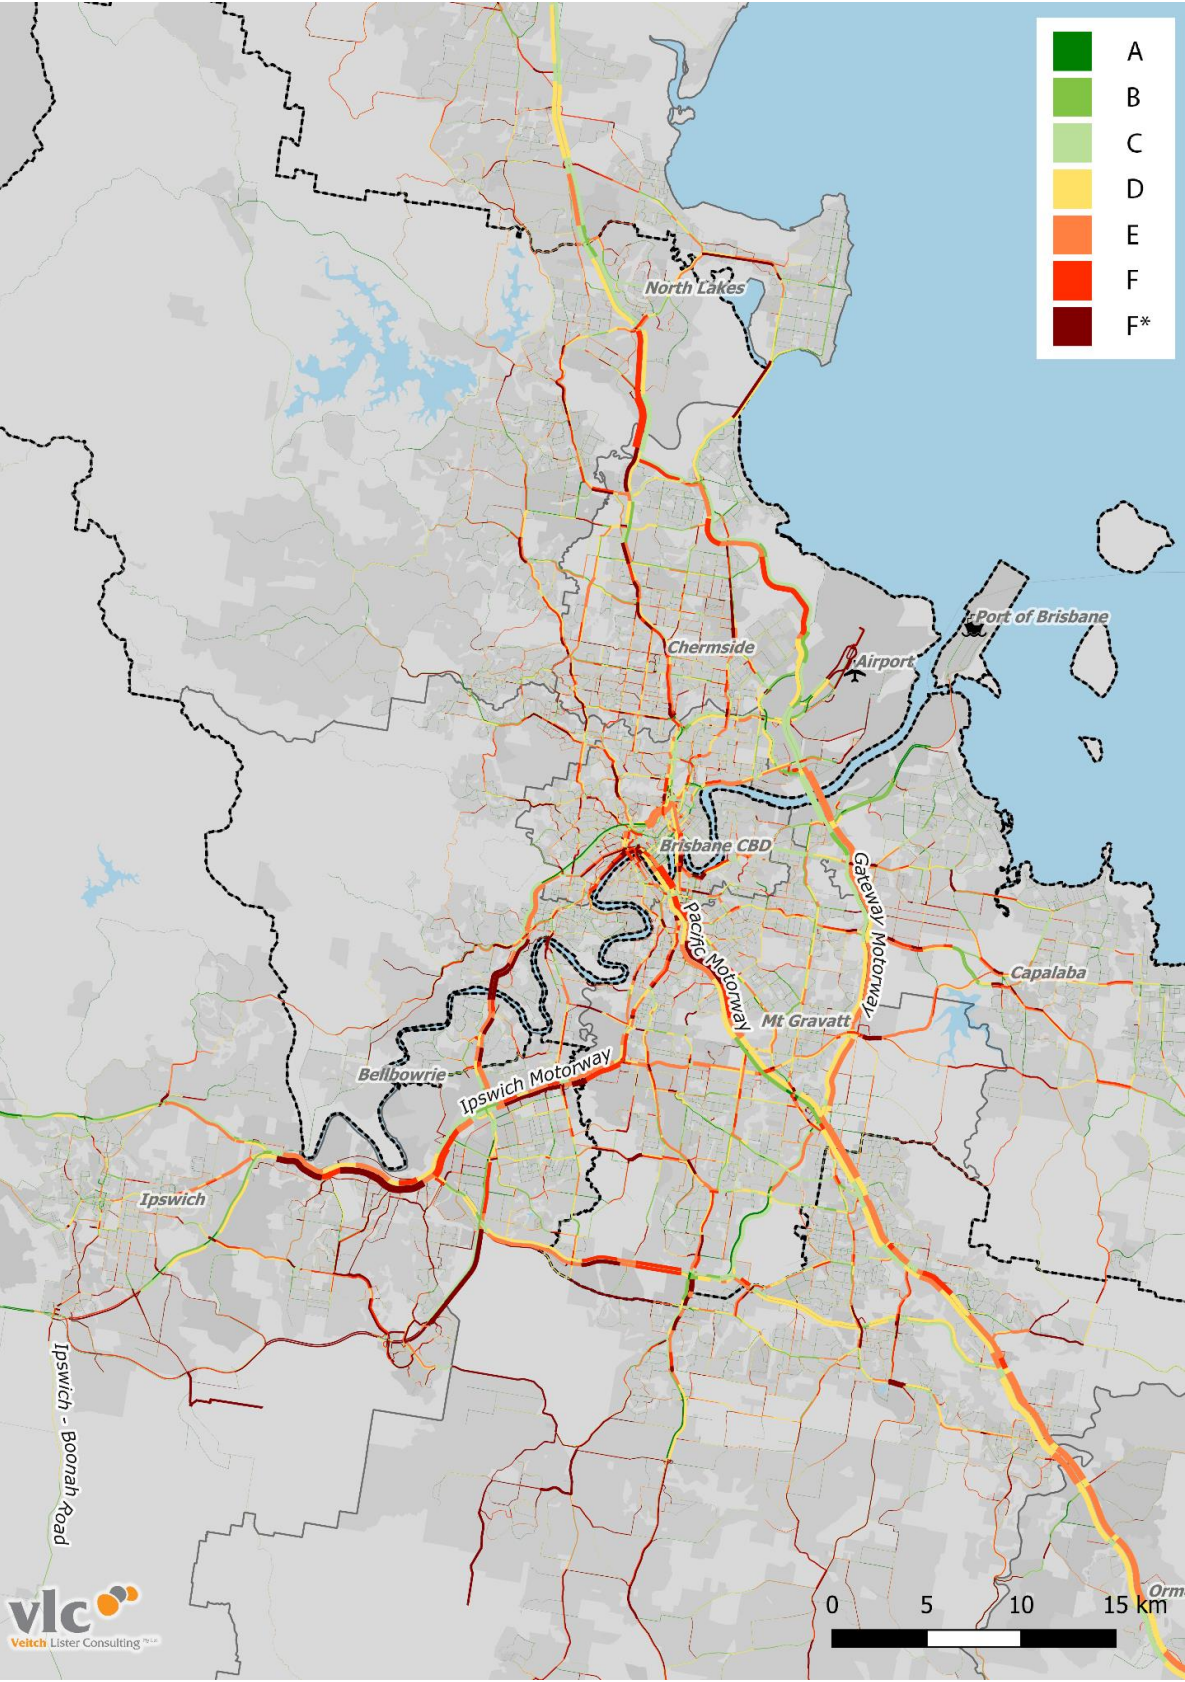 A
B
C
D
E
F
F*
North Lakes
Port of Brisbane
Chermside
Airport
Brisbane CBD
Gateway Motorway
Pacific Motorway
Capalaba
Mt Gravatt
Bellbowrie
Ipswich Motorway
Ipswich
Ipswich - Boonah Road
Orm
0 5 10 15 km
vlc
Veitch Lister Consulting